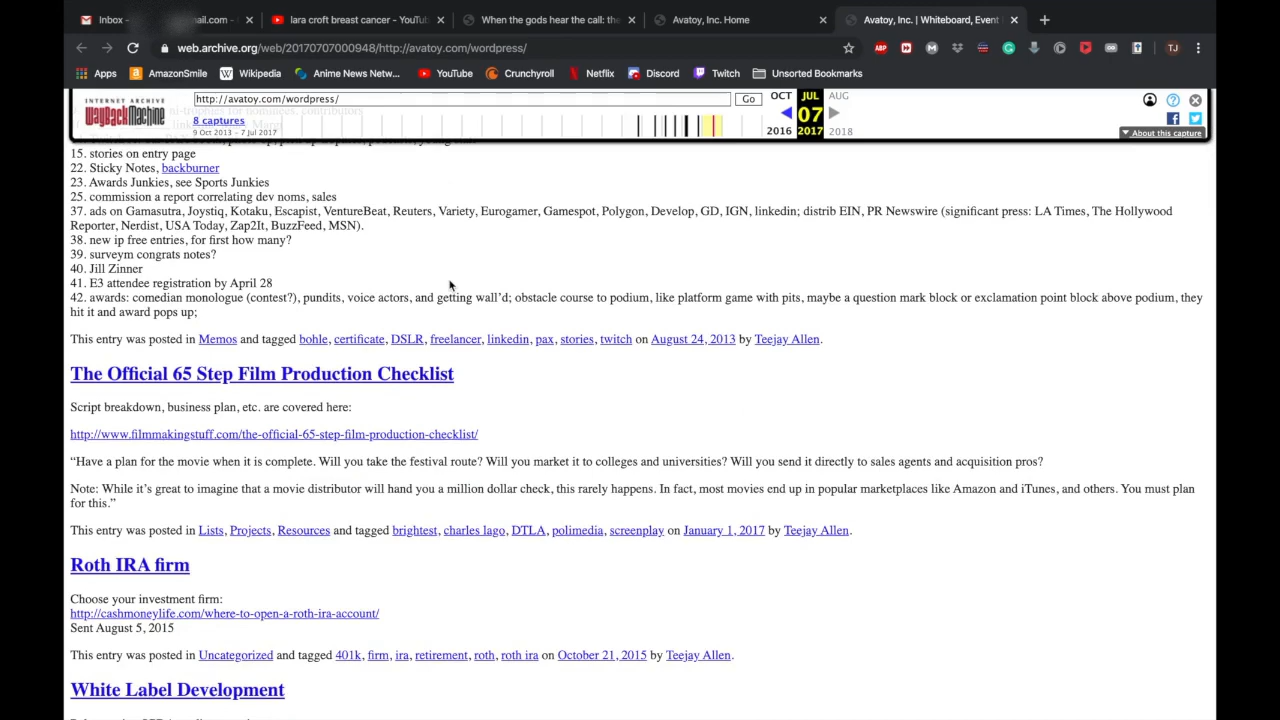 Inbox -
gmail.com -
lara croft breast cancer - YouTu
When the gods hear the call: the
Avatoy, Inc. Home
Avatoy, Inc. | Whiteboard, Event
web.archive.org/web/20170707000948/http://avatoy.com/wordpress/
ABP
TJ
Apps
AmazonSmile
Wikipedia
Anime News Netw...
YouTube
Crunchyroll
Netflix
Discord
Twitch
Unsorted Bookmarks
INTERNET ARCHIVE
WayBackMachine
http://avatoy.com/wordpress/
Go
OCT JUL AUG
8 captures
07
9 Oct 2013 - 7 Jul 2017
2016 2017 2018
About this capture
15. stories on entry page
22. Sticky Notes, backburner
23. Awards Junkies, see Sports Junkies
25. commission a report correlating dev noms, sales
37. ads on Gamasutra, Joystiq, Kotaku, Escapist, VentureBeat, Reuters, Variety, Eurogamer, Gamespot, Polygon, Develop, GD, IGN, linkedin; distrib EIN, PR Newswire (significant press: LA Times, The Hollywood
Reporter, Nerdist, USA Today, Zap2It, BuzzFeed, MSN).
38. new ip free entries, for first how many?
39. surveym congrats notes?
40. Jill Zinner
41. E3 attendee registration by April 28
42. awards: comedian monologue (contest?), pundits, voice actors, and getting wall’d; obstacle course to podium, like platform game with pits, maybe a question mark block or exclamation point block above podium, they
hit it and award pops up;
This entry was posted in Memos and tagged bohle, certificate, DSLR, freelancer, linkedin, pax, stories, twitch on August 24, 2013 by Teejay Allen.
The Official 65 Step Film Production Checklist
Script breakdown, business plan, etc. are covered here:
http://www.filmmakingstuff.com/the-official-65-step-film-production-checklist/
“Have a plan for the movie when it is complete. Will you take the festival route? Will you market it to colleges and universities? Will you send it directly to sales agents and acquisition pros?
Note: While it’s great to imagine that a movie distributor will hand you a million dollar check, this rarely happens. In fact, most movies end up in popular marketplaces like Amazon and iTunes, and others. You must plan
for this.”
This entry was posted in Lists, Projects, Resources and tagged brightest, charles lago, DTLA, polimedia, screenplay on January 1, 2017 by Teejay Allen.
Roth IRA firm
Choose your investment firm:
http://cashmoneylife.com/where-to-open-a-roth-ira-account/
Sent August 5, 2015
This entry was posted in Uncategorized and tagged 401k, firm, ira, retirement, roth, roth ira on October 21, 2015 by Teejay Allen.
White Label Development